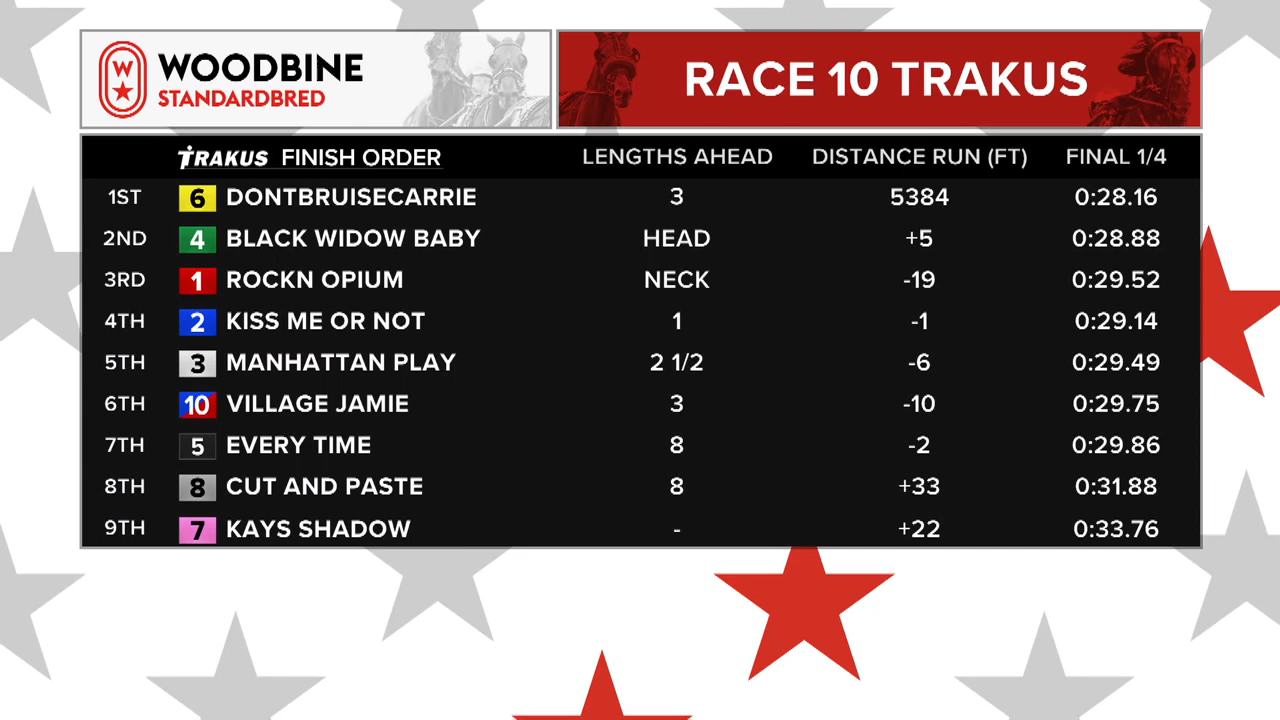 W WOODBINE STANDARDBRED
RACE 10 TRAKUS
TRAKUS FINISH ORDER LENGTHS AHEAD DISTANCE RUN (FT) FINAL 1/4
1ST 6 DONTBRUISECARRIE 3 5384 0:28.16
2ND 4 BLACK WIDOW BABY HEAD +5 0:28.88
3RD 1 ROCKN OPIUM NECK -19 0:29.52
4TH 2 KISS ME OR NOT 1 -1 0:29.14
5TH 3 MANHATTAN PLAY 2 1/2 -6 0:29.49
6TH 10 VILLAGE JAMIE 3 -10 0:29.75
7TH 5 EVERY TIME 8 -2 0:29.86
8TH 8 CUT AND PASTE 8 +33 0:31.88
9TH 7 KAYS SHADOW - +22 0:33.76